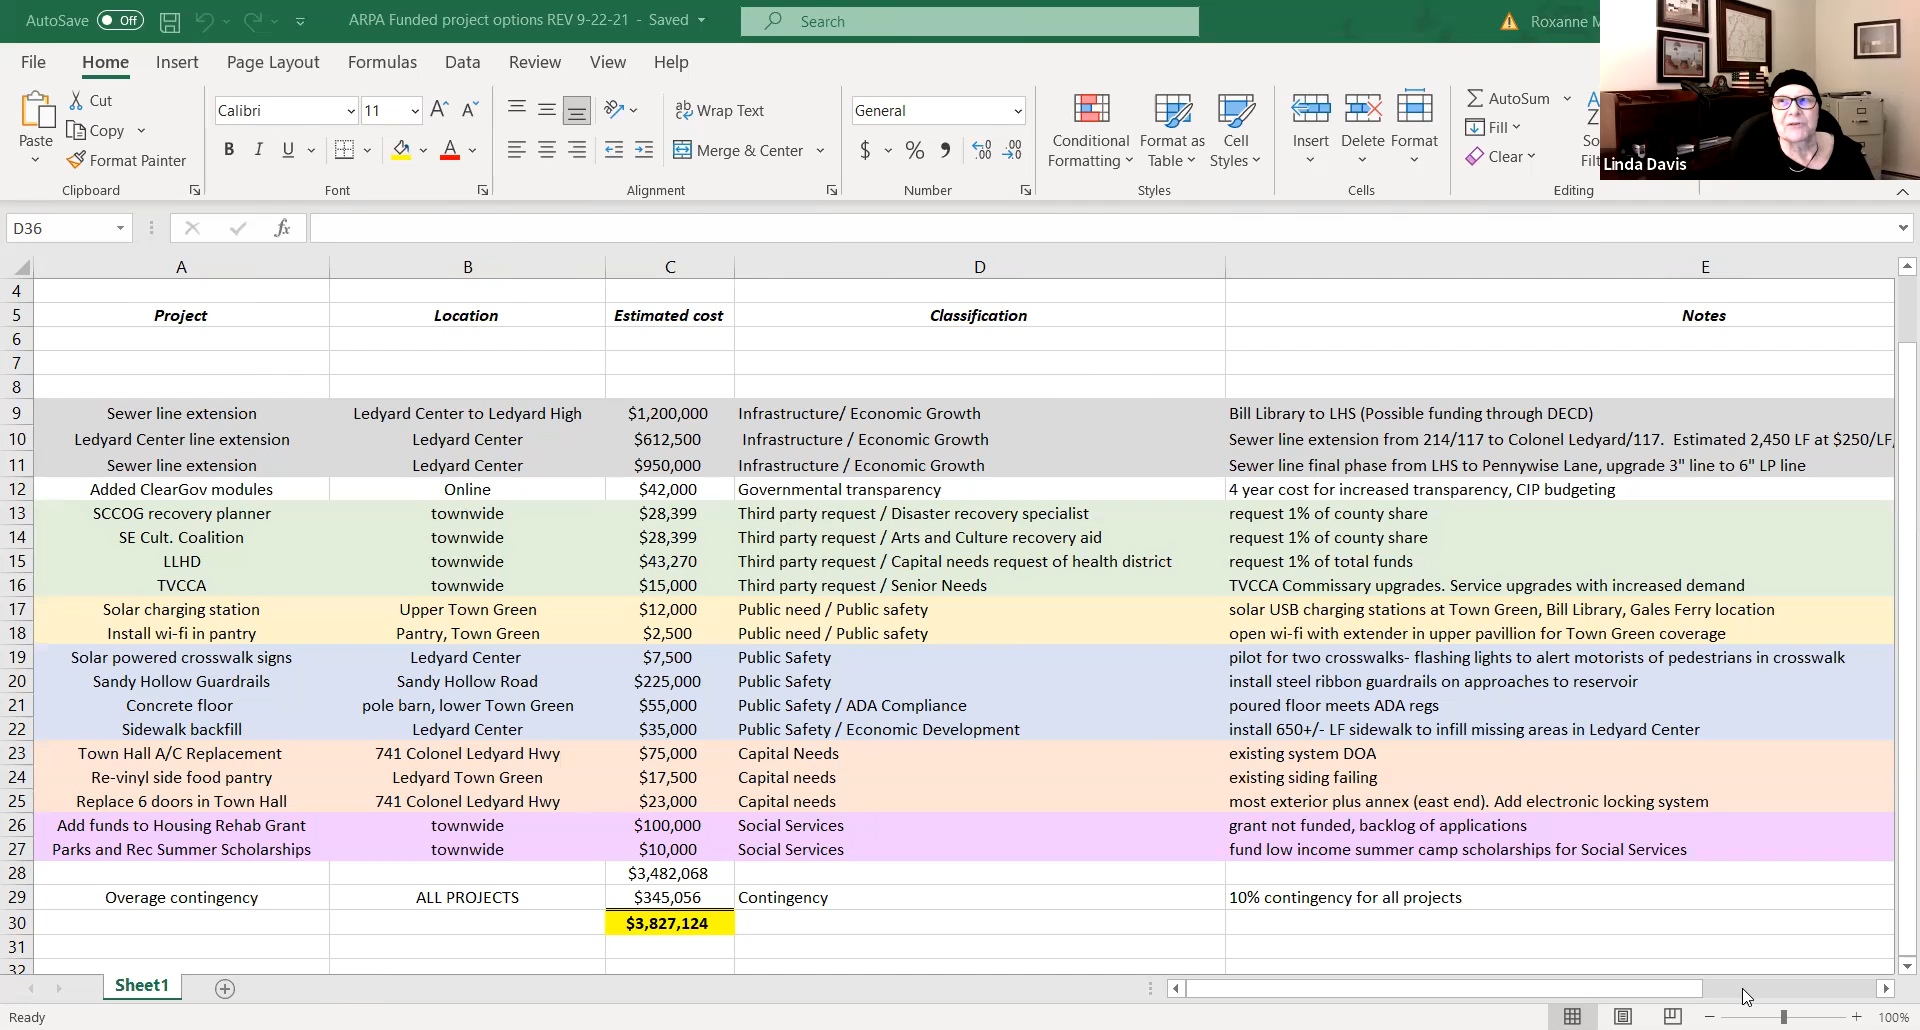 AutoSave Off ARPA Funded project options REV 9-22-21 - Saved Search Roxanne M
File Home Insert Page Layout Formulas Data Review View Help
Paste Cut Copy Format Painter Clipboard
Calibri 11 A A B I U A Font
ab Wrap Text Merge & Center Alignment
General $ % , .00 .00 Number
Conditional Formatting Format as Table Cell Styles Styles
Insert Delete Format Cells
AutoSum Fill Clear Editing
Linda Davis
D36 fx
A B C D E
4
5 Project Location Estimated cost Classification Notes
6
7
8
9 Sewer line extension Ledyard Center to Ledyard High $1,200,000 Infrastructure/ Economic Growth Bill Library to LHS (Possible funding through DECD)
10 Ledyard Center line extension Ledyard Center $612,500 Infrastructure / Economic Growth Sewer line extension from 214/117 to Colonel Ledyard/117. Estimated 2,450 LF at $250/LF,
11 Sewer line extension Ledyard Center $950,000 Infrastructure / Economic Growth Sewer line final phase from LHS to Pennywise Lane, upgrade 3" line to 6" LP line
12 Added ClearGov modules Online $42,000 Governmental transparency 4 year cost for increased transparency, CIP budgeting
13 SCCOG recovery planner townwide $28,399 Third party request / Disaster recovery specialist request 1% of county share
14 SE Cult. Coalition townwide $28,399 Third party request / Arts and Culture recovery aid request 1% of county share
15 LLHD townwide $43,270 Third party request / Capital needs request of health district request 1% of total funds
16 TVCCA townwide $15,000 Third party request / Senior Needs TVCCA Commissary upgrades. Service upgrades with increased demand
17 Solar charging station Upper Town Green $12,000 Public need / Public safety solar USB charging stations at Town Green, Bill Library, Gales Ferry location
18 Install wi-fi in pantry Pantry, Town Green $2,500 Public need / Public safety open wi-fi with extender in upper pavillion for Town Green coverage
19 Solar powered crosswalk signs Ledyard Center $7,500 Public Safety pilot for two crosswalks- flashing lights to alert motorists of pedestrians in crosswalk
20 Sandy Hollow Guardrails Sandy Hollow Road $225,000 Public Safety install steel ribbon guardrails on approaches to reservoir
21 Concrete floor pole barn, lower Town Green $55,000 Public Safety / ADA Compliance poured floor meets ADA regs
22 Sidewalk backfill Ledyard Center $35,000 Public Safety / Economic Development install 650+/- LF sidewalk to infill missing areas in Ledyard Center
23 Town Hall A/C Replacement 741 Colonel Ledyard Hwy $75,000 Capital Needs existing system DOA
24 Re-vinyl side food pantry Ledyard Town Green $17,500 Capital needs existing siding failing
25 Replace 6 doors in Town Hall 741 Colonel Ledyard Hwy $23,000 Capital needs most exterior plus annex (east end). Add electronic locking system
26 Add funds to Housing Rehab Grant townwide $100,000 Social Services grant not funded, backlog of applications
27 Parks and Rec Summer Scholarships townwide $10,000 Social Services fund low income summer camp scholarships for Social Services
28 $3,482,068
29 Overage contingency ALL PROJECTS $345,056 Contingency 10% contingency for all projects
30 $3,827,124
31
32
Sheet1
Ready 100%